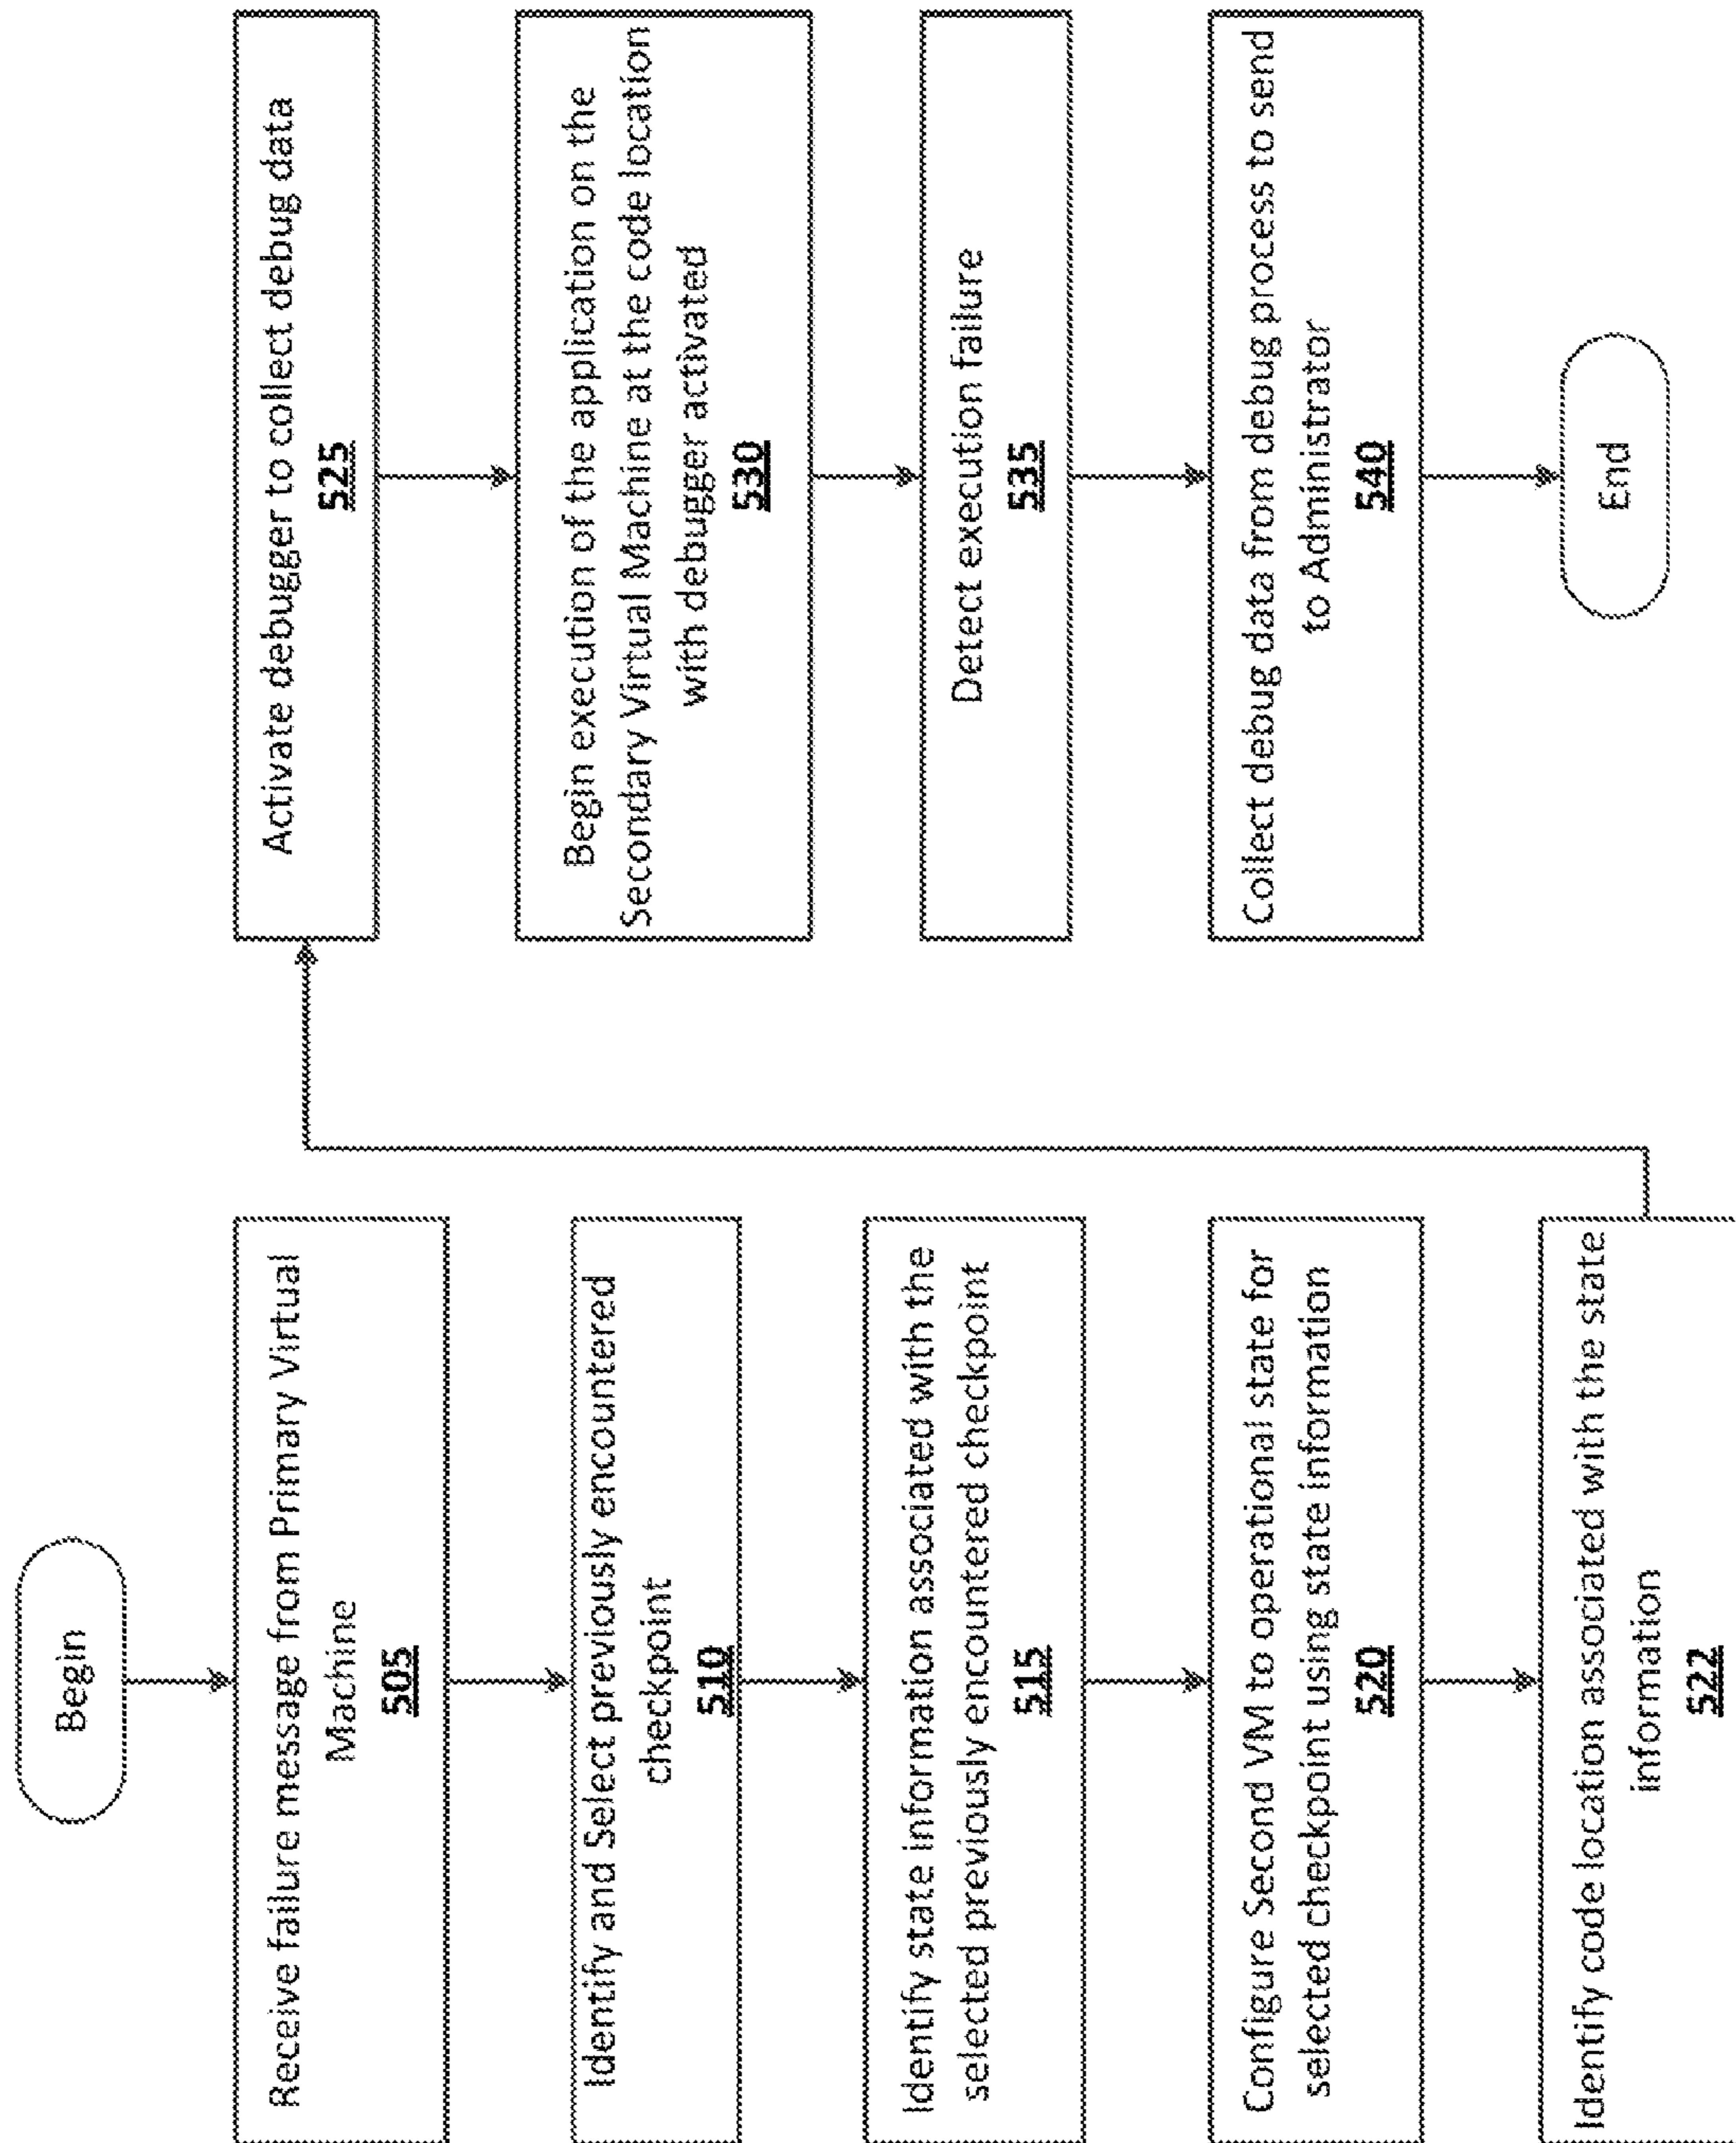 Begin
Receive failure message from Primary Virtual
Machine
505
Identify and Select previously encountered
checkpoint
510
Identify state information associated with the
selected previously encountered checkpoint
515
Configure Second VM to operational state for
selected checkpoint using state information
520
Identify code location associated with the state
information
522
Activate debugger to collect debug data
525
Begin execution of the application on the
Secondary Virtual Machine at the code location
with debugger activated
530
Detect execution failure
535
Collect debug data from debug process to send
to Administrator
540
End